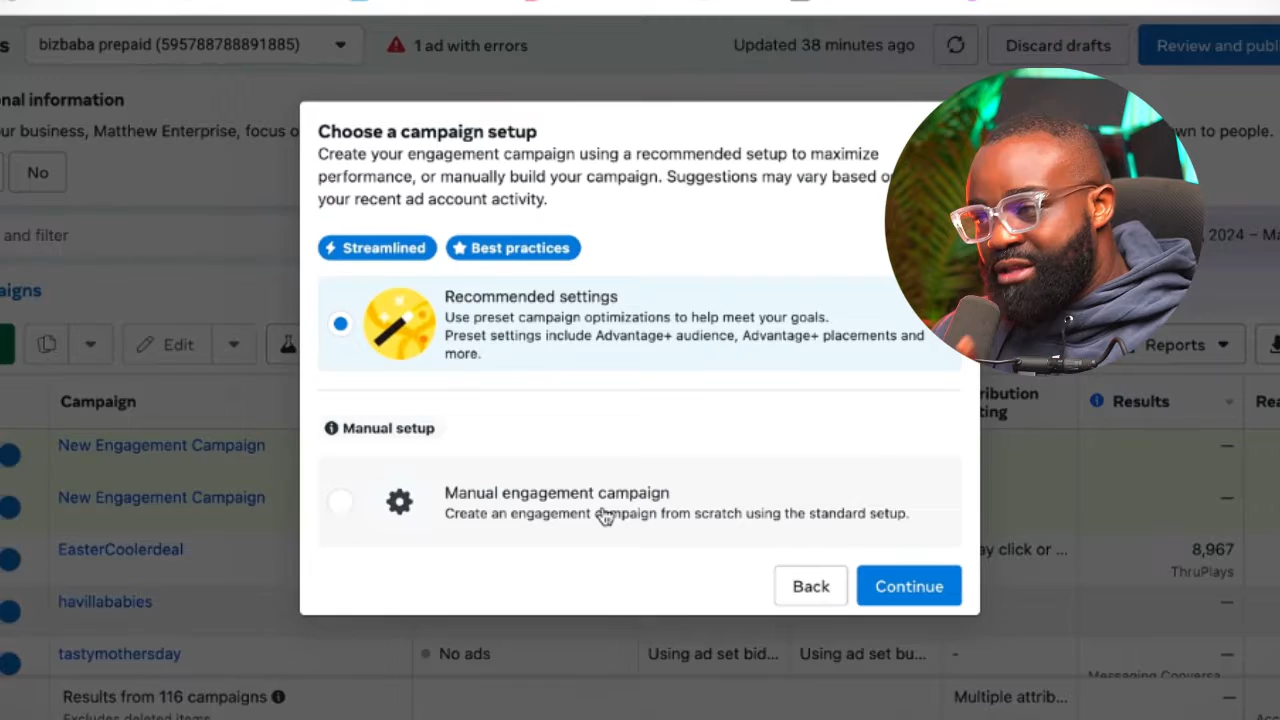 s
bizbaba prepaid (595788788891885)
1 ad with errors
Updated 38 minutes ago
Discard drafts
Review and publ
nal information
ur business, Matthew Enterprise, focus o
wn to people.
No
and filter
2024 – Ma
aigns
Edit
Reports
Choose a campaign setup
Create your engagement campaign using a recommended setup to maximize
performance, or manually build your campaign. Suggestions may vary based o
your recent ad account activity.
Streamlined
Best practices
Recommended settings
Use preset campaign optimizations to help meet your goals.
Preset settings include Advantage+ audience, Advantage+ placements and
more.
Manual setup
Manual engagement campaign
Create an engagement campaign from scratch using the standard setup.
Back
Continue
Campaign
ribution
ting
Results
Rea
New Engagement Campaign
—
New Engagement Campaign
—
EasterCoolerdeal
ay click or ...
8,967
ThruPlays
havillababies
—
tastymothersday
No ads
Using ad set bid...
Using ad set bu...
-
—
Messaging Conversa
Results from 116 campaigns
Multiple attrib...
—
Excludes deleted items